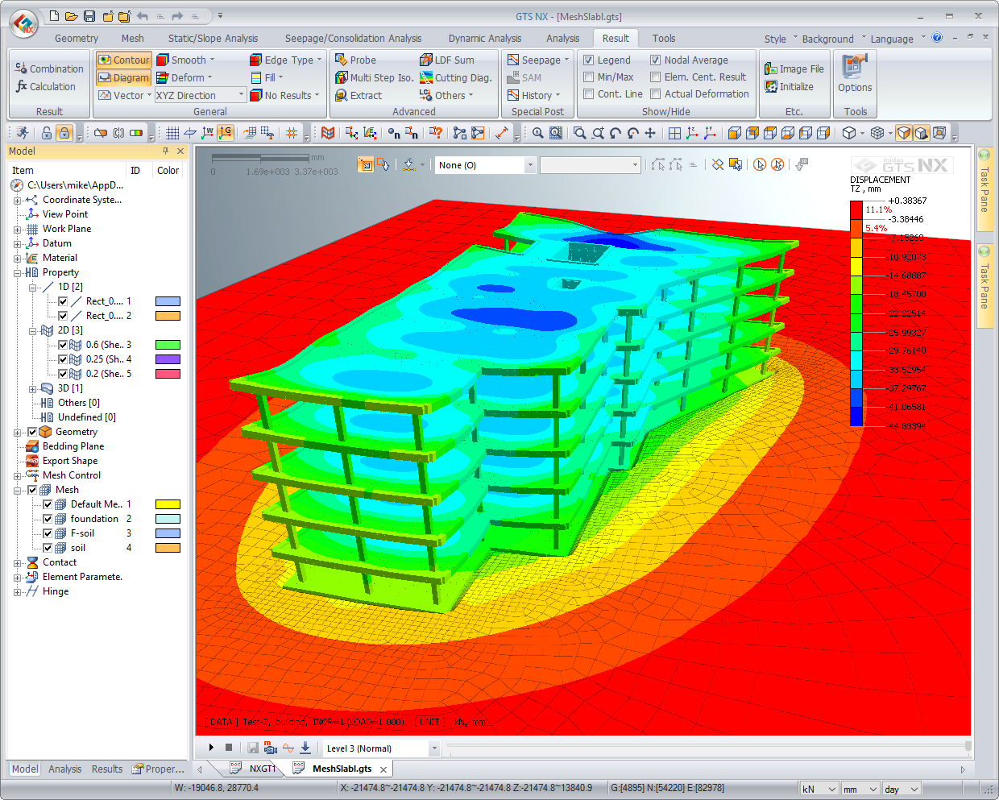 GTS NX - [MeshSlabl.gts]
Geometry Mesh Static/Slope Analysis Seepage/Consolidation Analysis Dynamic Analysis Analysis Result Tools Style Background Language
Combination
Calculation
Result
Contour Smooth Edge Type
Diagram Deform Fill
Vector XYZ Direction No Results
General
Probe LDF Sum
Multi Step Iso. Cutting Diag.
Extract Others
Advanced
Seepage
SAM
History
Special Post
Legend Nodal Average
Min/Max Elem. Cent. Result
Cont. Line Actual Deformation
Show/Hide
Image File
Initialize
Etc.
Options
Tools
Model
Item ID Color
C:\Users\mike\AppD...
Coordinate Syste...
View Point
Work Plane
Datum
Material
Property
1D [2]
Rect_0.... 1
Rect_0.... 2
2D [3]
0.6 (She.. 3
0.25 (Sh.. 4
0.2 (She.. 5
3D [1]
Others [0]
Undefined [0]
Geometry
Bedding Plane
Export Shape
Mesh Control
Mesh
Default Me.. 1
foundation 2
F-soil 3
soil 4
Contact
Element Paramete.
Hinge
mm
0 1.69e+003 3.37e+003
None (O)
midas
GTS NX
DISPLACEMENT
TZ , mm
+0.38367
11.1%
-3.38446
5.4%
-7.15260
-10.92073
-14.68887
-18.45700
-22.22514
-25.99327
-29.76140
-33.52954
-37.29767
-41.06581
-44.83394
Task Pane
Task Pane
[ DATA ] Test-2, building, INCR=1 (LOAD=1.000), [ UNIT ] kN, mm
Level 3 (Normal)
Model Analysis Results Proper...
NXGT1 MeshSlabl.gts
W: -19046.8, 28770.4 X: -21474.8~-21474.8 Y: -21474.8~-21474.8 Z:-21474.8~13840.9 G:[4895] N:[54220] E:[82978] kN mm day